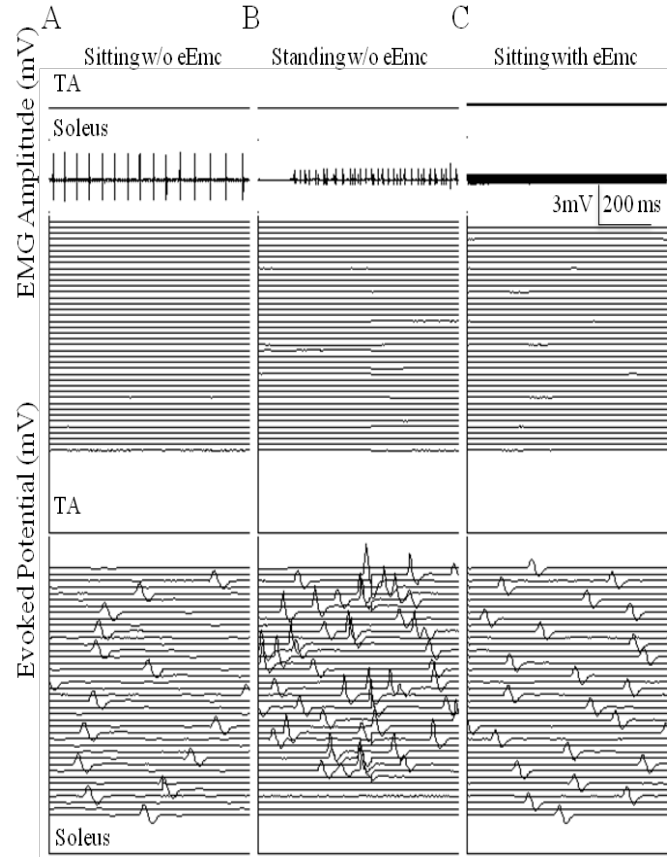 A
B
C
Sitting w/o eEmc
Standing w/o eEmc
Sitting with eEmc
EMG Amplitude (mV)
TA
Soleus
3mV
200 ms
Evoked Potential (mV)
TA
Soleus